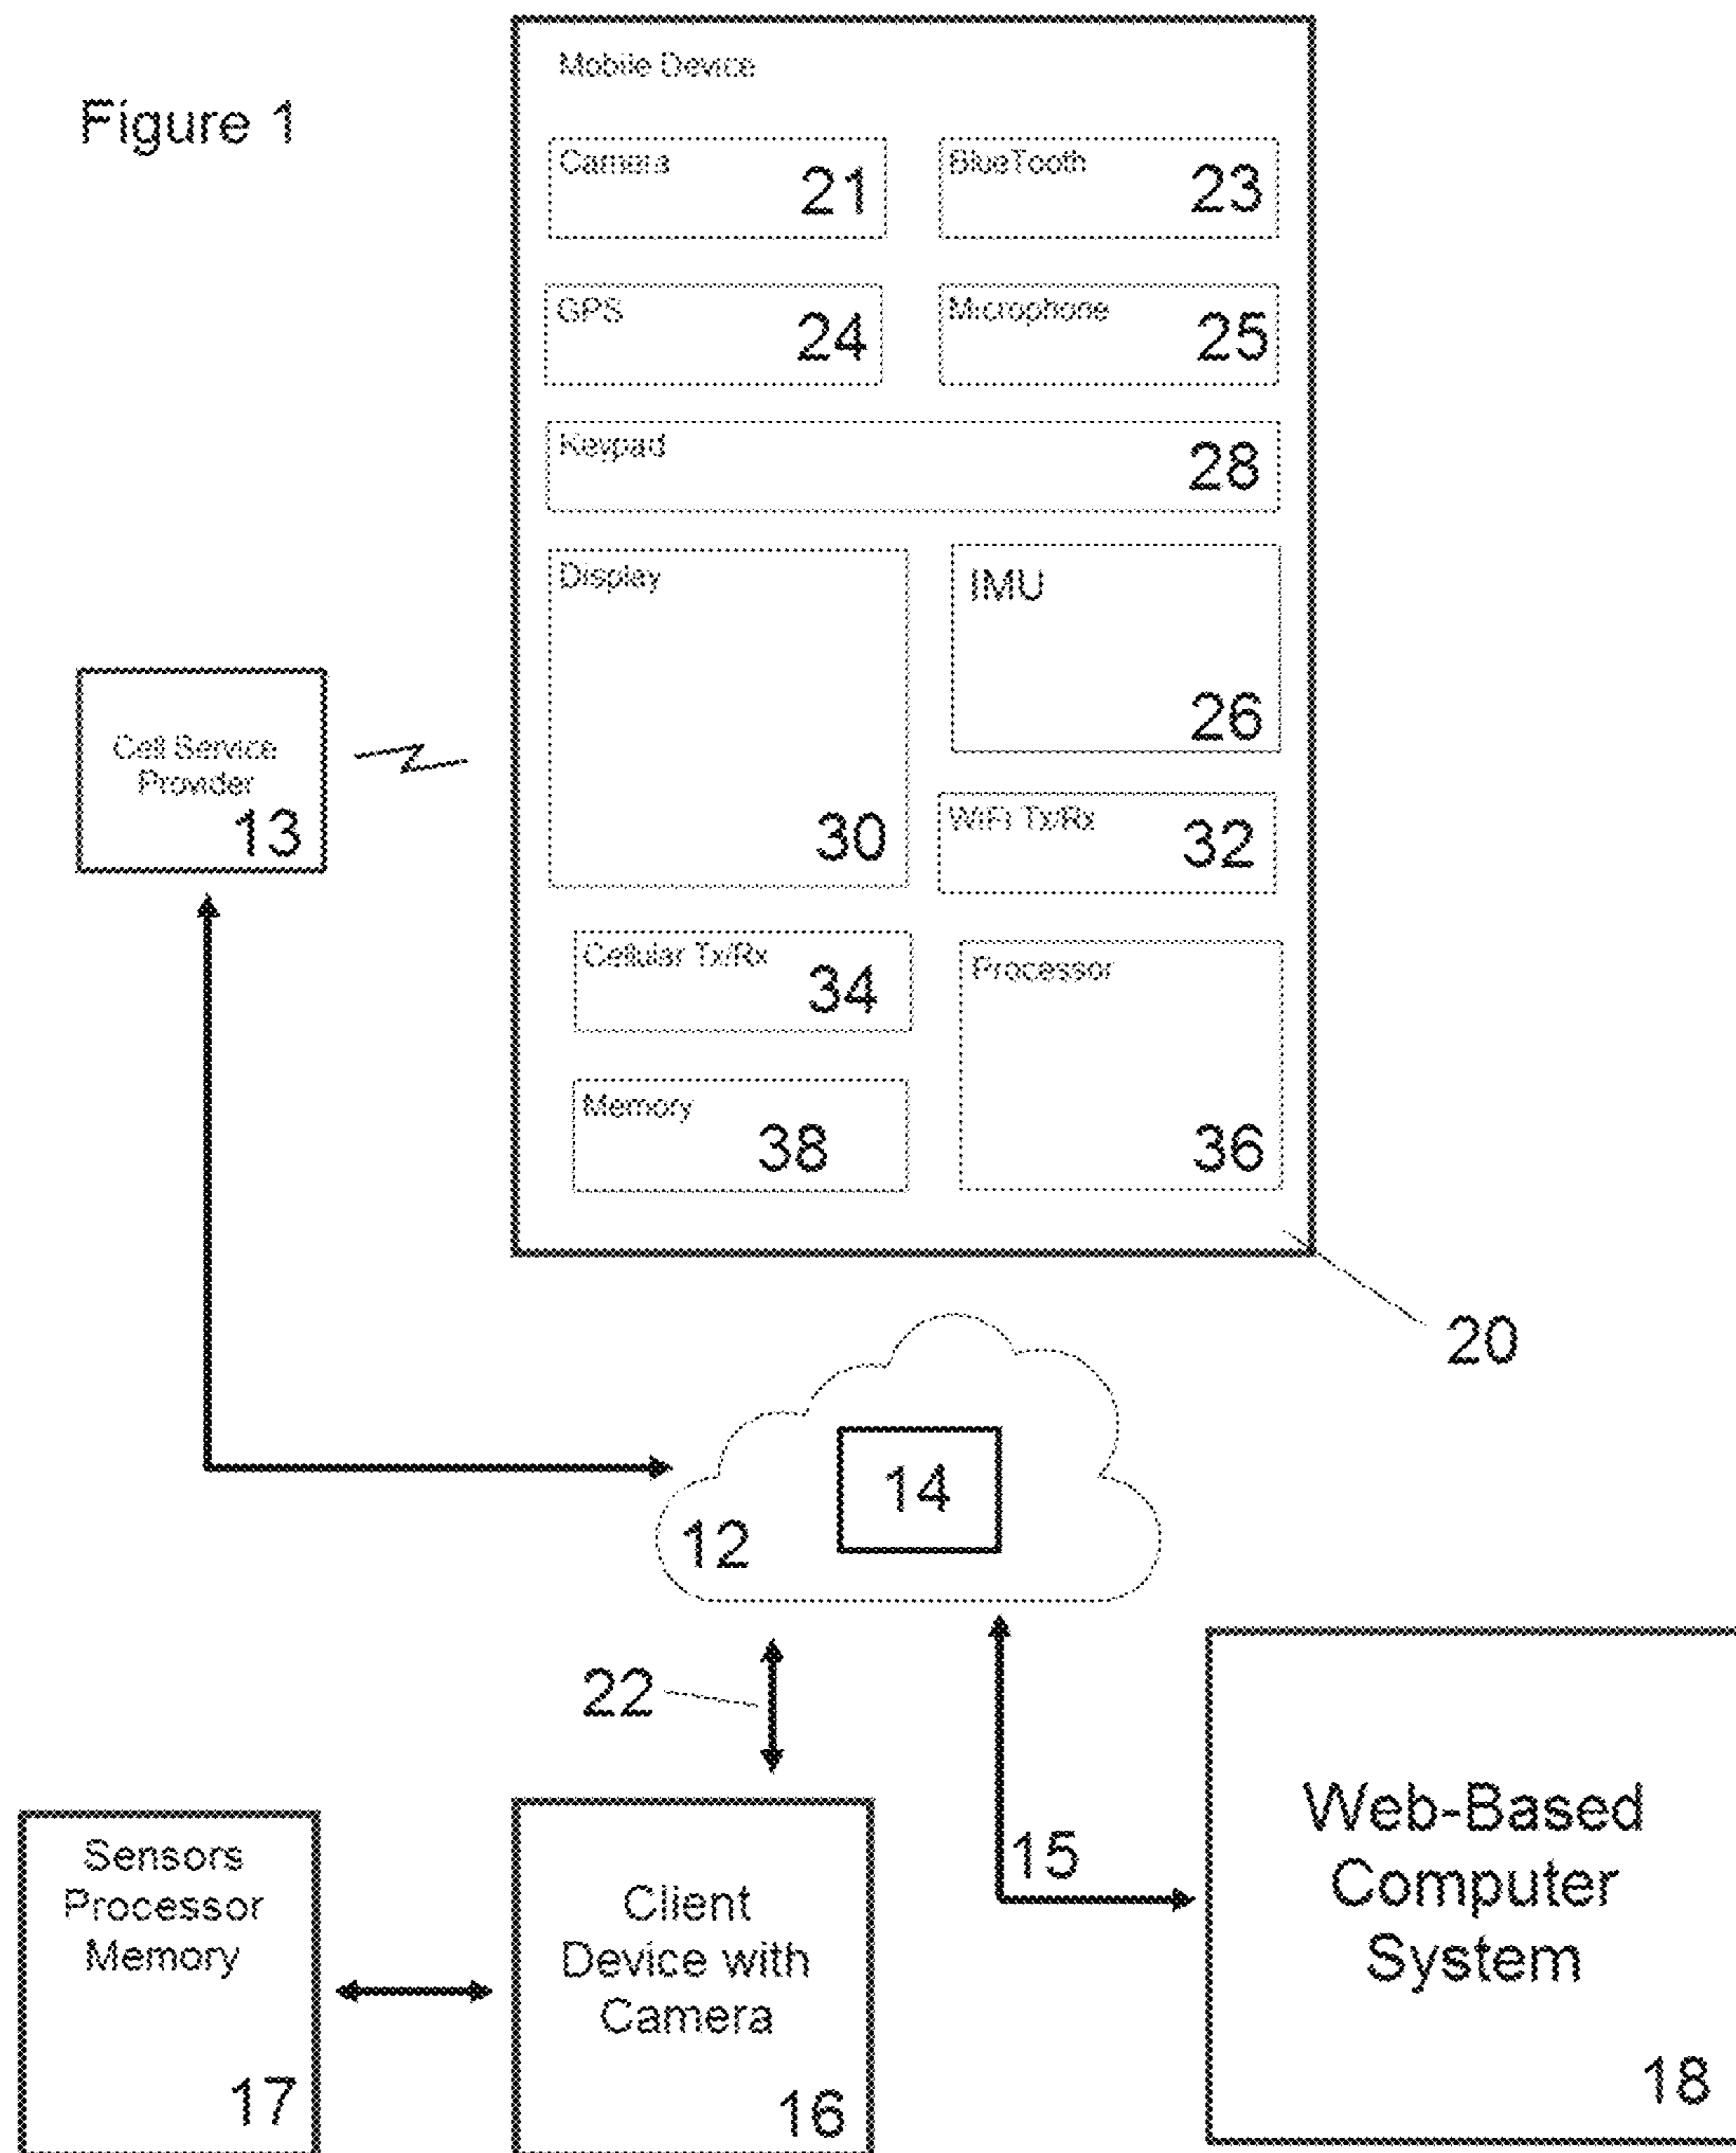 Figure 1
Mobile Device
Camera 21
BlueTooth 23
GPS 24
Microphone 25
Keypad 28
Display
30
IMU
26
Cell Service
Provider
13
WiFi Tx/Rx 32
Cellular Tx/Rx 34
Processor
36
Memory
38
20
14
12
22
15
Sensors
Processor
Memory
17
Client
Device with
Camera
16
Web-Based
Computer
System
18